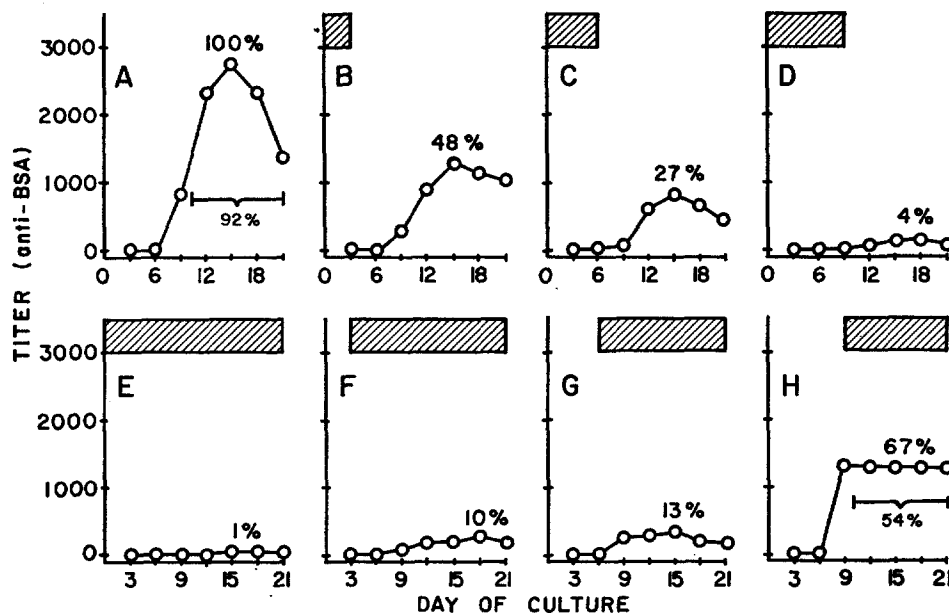 TITER (anti-BSA)
3000
2000
1000
0
A
100%
92%
0 6 12 18
B
48%
0 6 12 18
C
27%
0 6 12 18
D
4%
0 6 12 18
3000
2000
1000
0
E
1%
3 9 15 21
F
10%
3 9 15 21
G
13%
3 9 15 21
H
67%
54%
3 9 15 21
DAY OF CULTURE